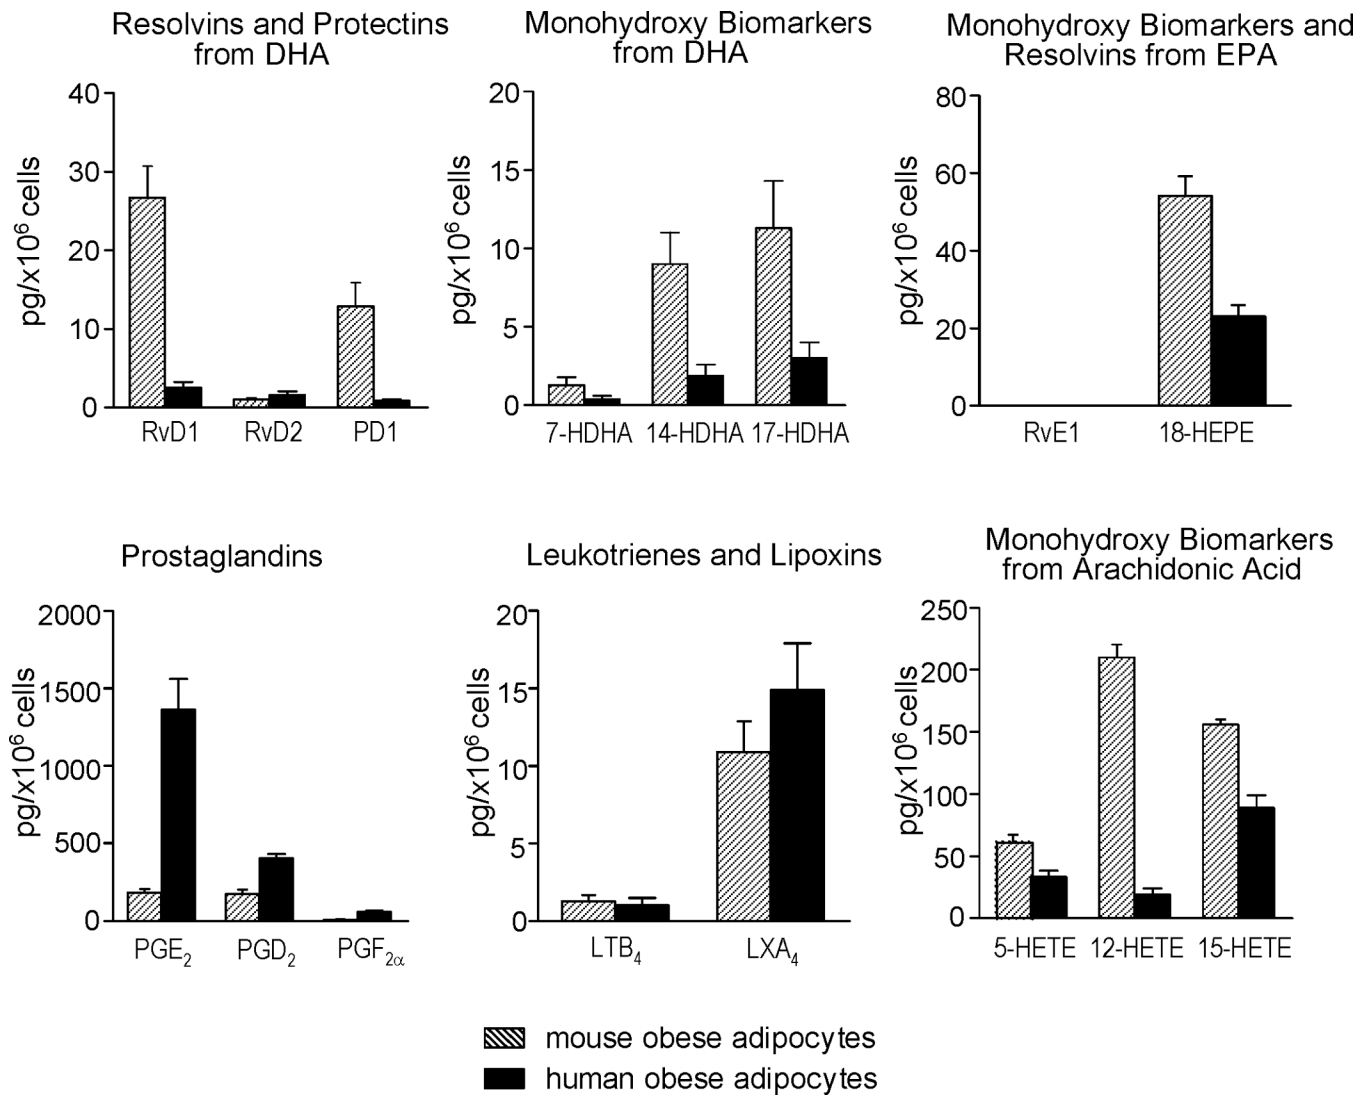 Resolvins and Protectins
from DHA
40
30
20
10
0
pg/x10⁶ cells
RvD1 RvD2 PD1
Monohydroxy Biomarkers
from DHA
20
15
10
5
0
pg/x10⁶ cells
7-HDHA 14-HDHA 17-HDHA
Monohydroxy Biomarkers and
Resolvins from EPA
80
60
40
20
0
pg/x10⁶ cells
RvE1 18-HEPE
Prostaglandins
2000
1500
1000
500
0
pg/x10⁶ cells
PGE₂ PGD₂ PGF₂α
Leukotrienes and Lipoxins
20
15
10
5
0
pg/x10⁶ cells
LTB₄ LXA₄
Monohydroxy Biomarkers
from Arachidonic Acid
250
200
150
100
50
0
pg/x10⁶ cells
5-HETE 12-HETE 15-HETE
mouse obese adipocytes
human obese adipocytes